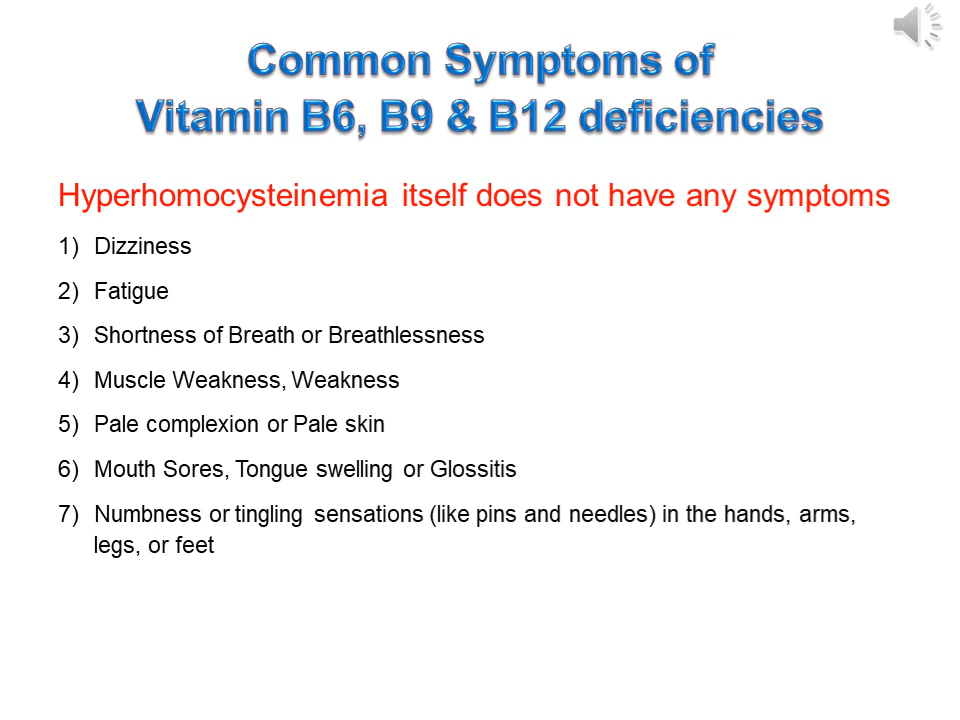 Common Symptoms of
Vitamin B6, B9 & B12 deficiencies
Hyperhomocysteinemia itself does not have any symptoms
1) Dizziness
2) Fatigue
3) Shortness of Breath or Breathlessness
4) Muscle Weakness, Weakness
5) Pale complexion or Pale skin
6) Mouth Sores, Tongue swelling or Glossitis
7) Numbness or tingling sensations (like pins and needles) in the hands, arms,
legs, or feet